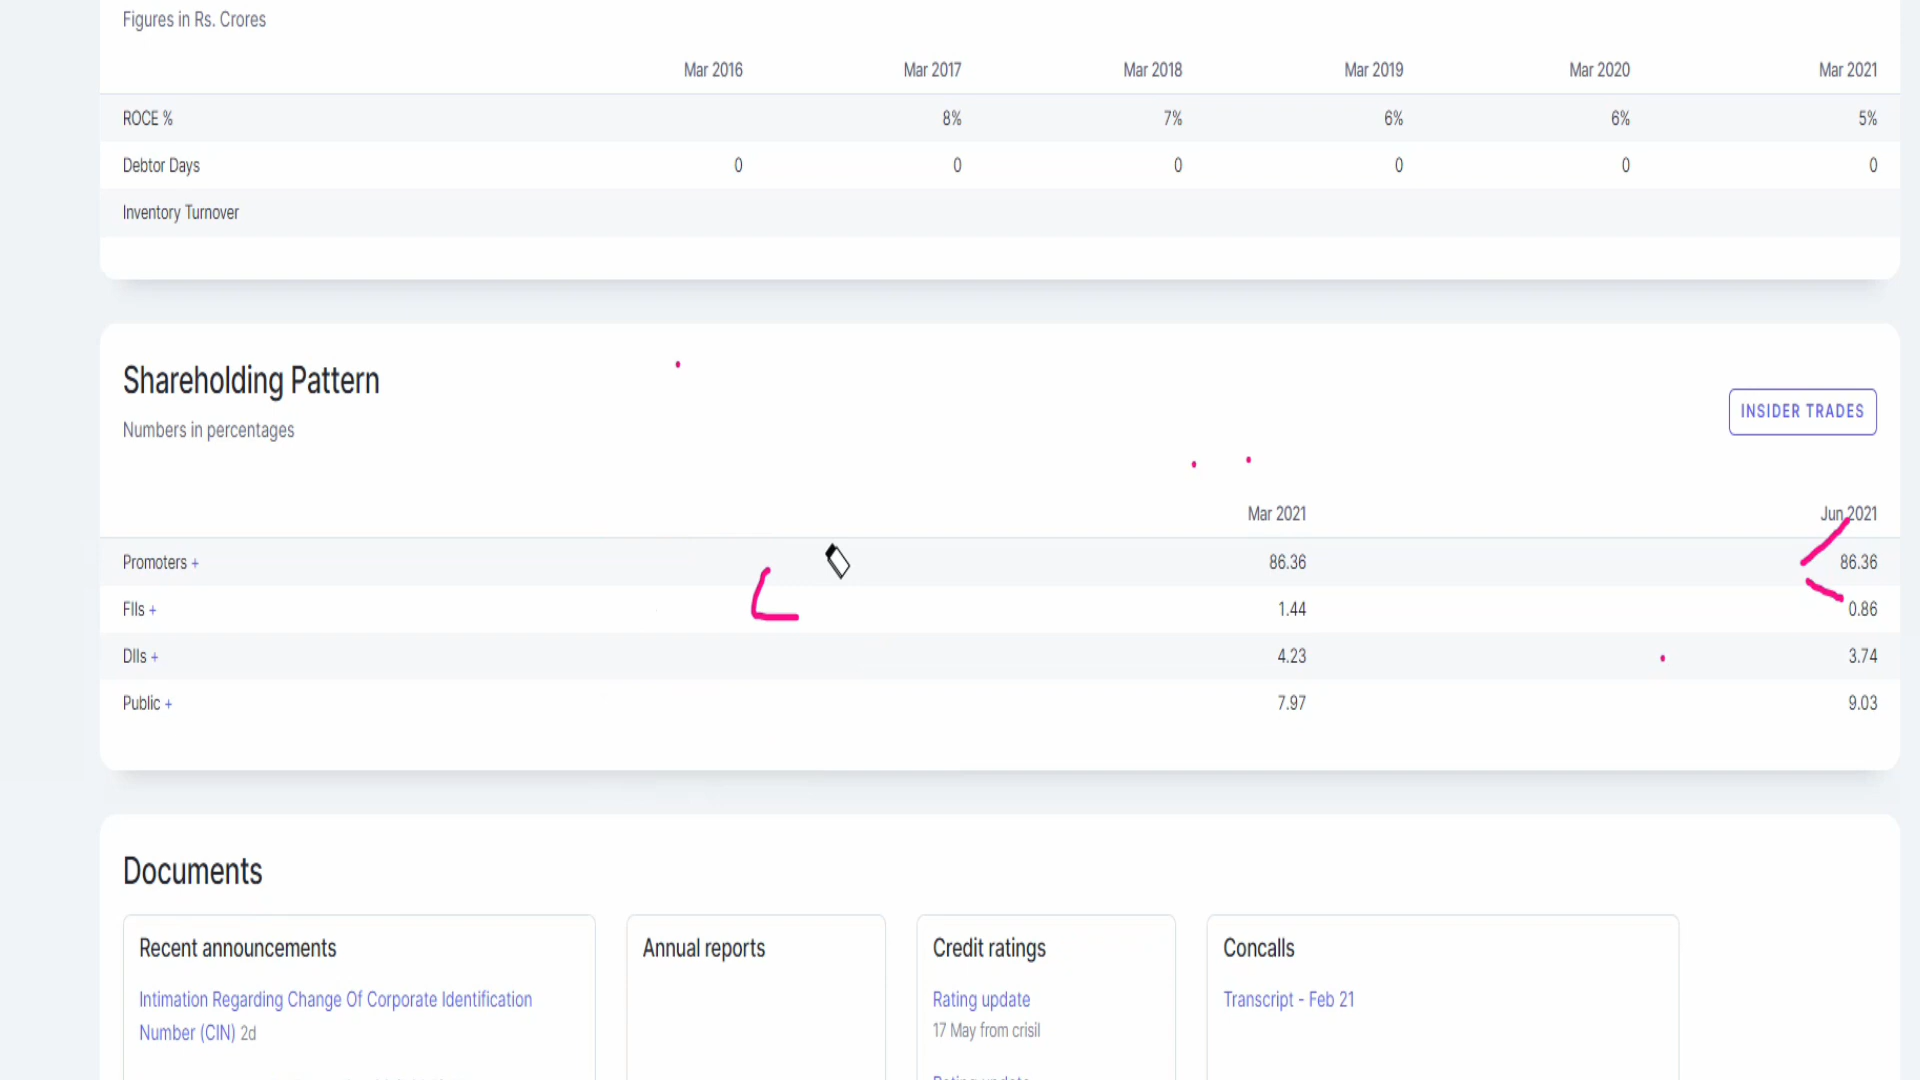 Figures in Rs. Crores
Mar 2016 Mar 2017 Mar 2018 Mar 2019 Mar 2020 Mar 2021
ROCE % 8% 7% 6% 6% 5%
Debtor Days 0 0 0 0 0 0
Inventory Turnover
Shareholding Pattern
Numbers in percentages
INSIDER TRADES
Mar 2021 Jun 2021
Promoters + 86.36 86.36
FIIs + 1.44 0.86
DIIs + 4.23 3.74
Public + 7.97 9.03
Documents
Recent announcements
Intimation Regarding Change Of Corporate Identification
Number (CIN) 2d
Annual reports
Credit ratings
Rating update
17 May from crisil
Concalls
Transcript - Feb 21